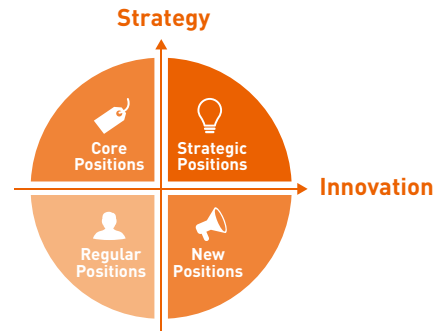 Strategy
Core
Positions
Strategic
Positions
Innovation
Regular
Positions
New
Positions